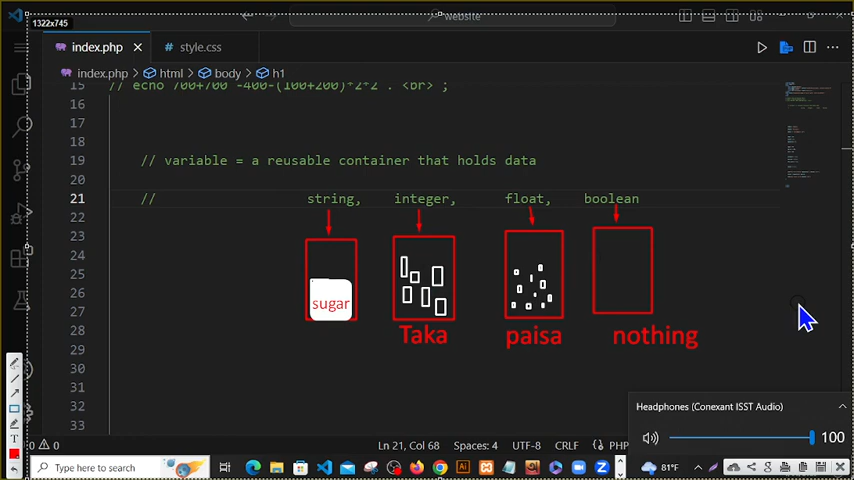 1322x745
website
index.php
style.css
index.php > html > body > h1
15 // echo 700+700 -400-(100+200)*2*2 . <br> ;
16
17
18
19 // variable = a reusable container that holds data
20
21 // string, integer, float, boolean
22
23
24
25
26
27
28
29
30
31
32
33
sugar
Taka paisa nothing
Headphones (Conexant ISST Audio)
100
0 0
Ln 21, Col 68 Spaces: 4 UTF-8 CRLF PHP
Type here to search
81°F